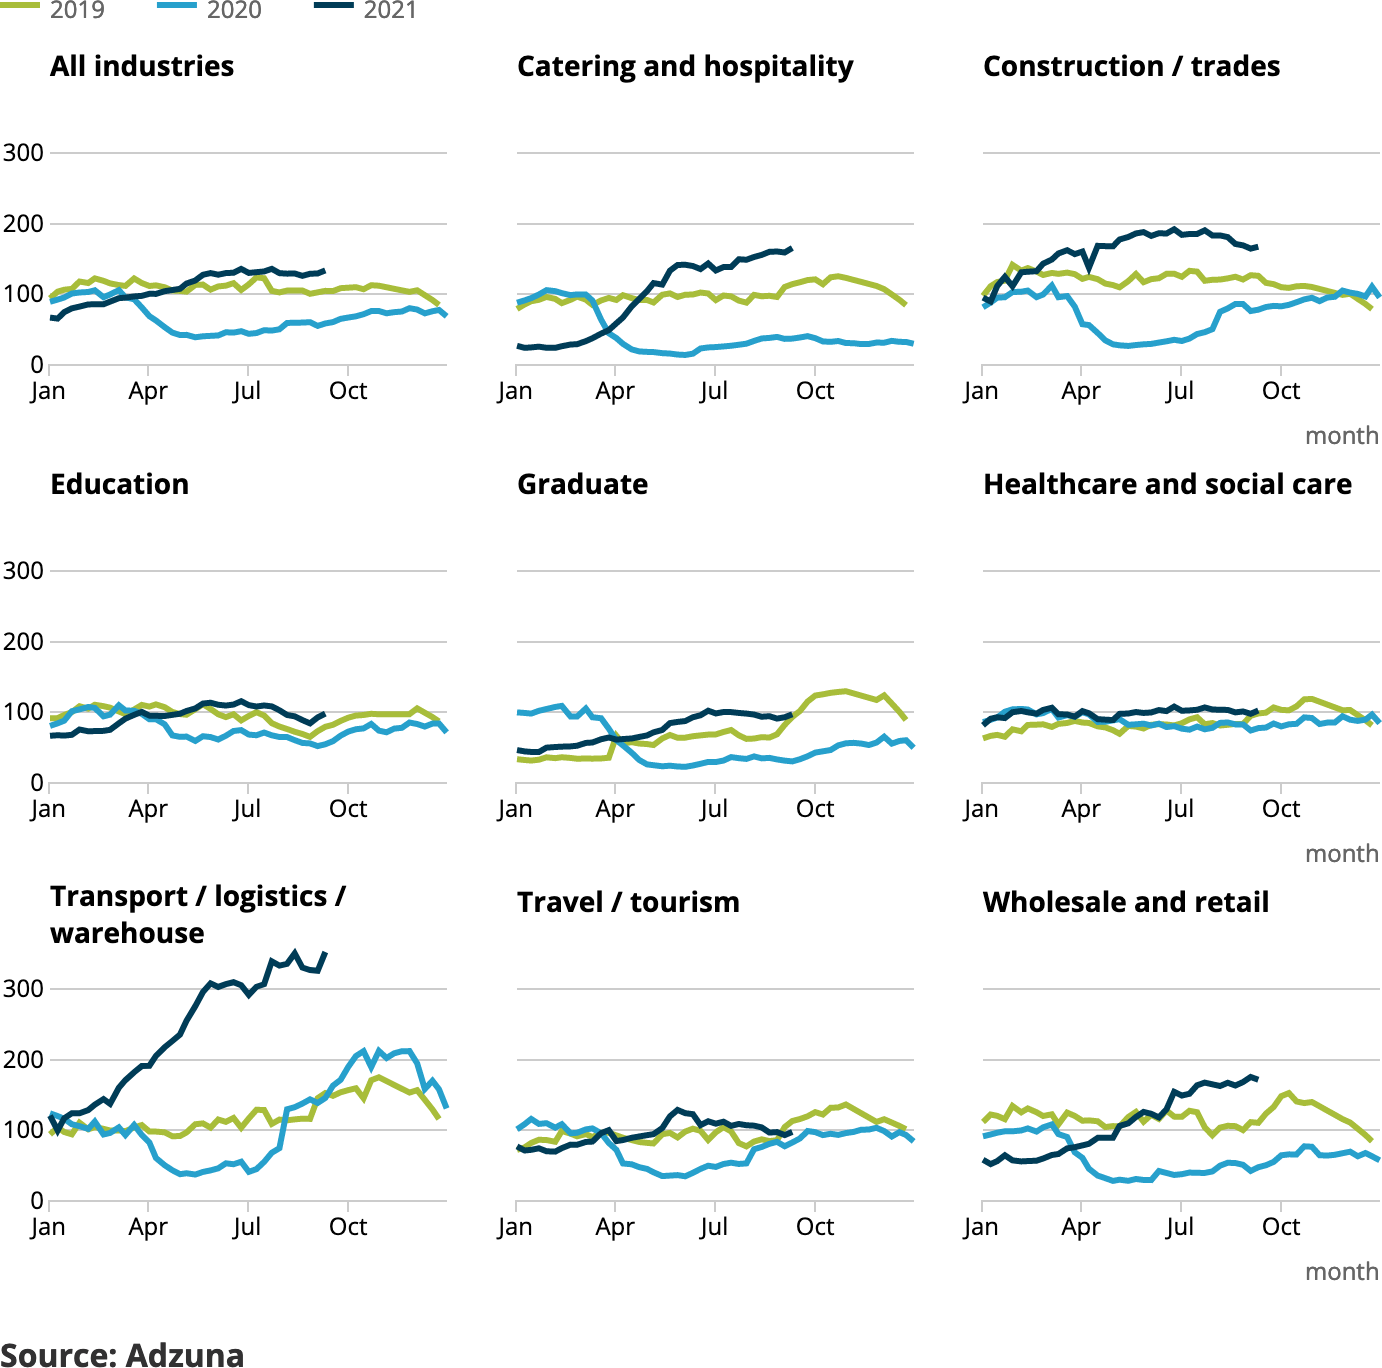 2019 2020 2021
All industries Catering and hospitality Construction / trades
300
200
100
0
Jan Apr Jul Oct Jan Apr Jul Oct Jan Apr Jul Oct
month
Education Graduate Healthcare and social care
300
200
100
0
Jan Apr Jul Oct Jan Apr Jul Oct Jan Apr Jul Oct
month
Transport / logistics /
warehouse
Travel / tourism Wholesale and retail
300
200
100
0
Jan Apr Jul Oct Jan Apr Jul Oct Jan Apr Jul Oct
month
Source: Adzuna